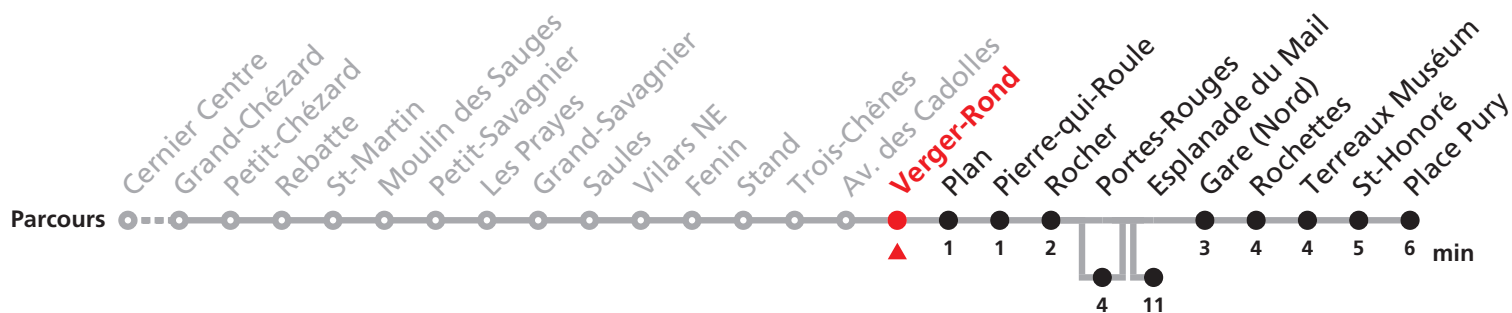 Cernier Centre
Grand-Chézard
Petit-Chézard
Rebatte
St-Martin
Moulin des Sauges
Petit-Savagnier
Les Prayes
Grand-Savagnier
Saules
Vilars NE
Fenin
Stand
Trois-Chênes
Av. des Cadolles
Verger-Rond
Plan
Pierre-qui-Roule
Rocher
Portes-Rouges
Esplanade du Mail
Gare (Nord)
Rochettes
Terreaux Muséum
St-Honoré
Place Pury
Parcours
1 1 2 3 4 4 5 6 min
4 11